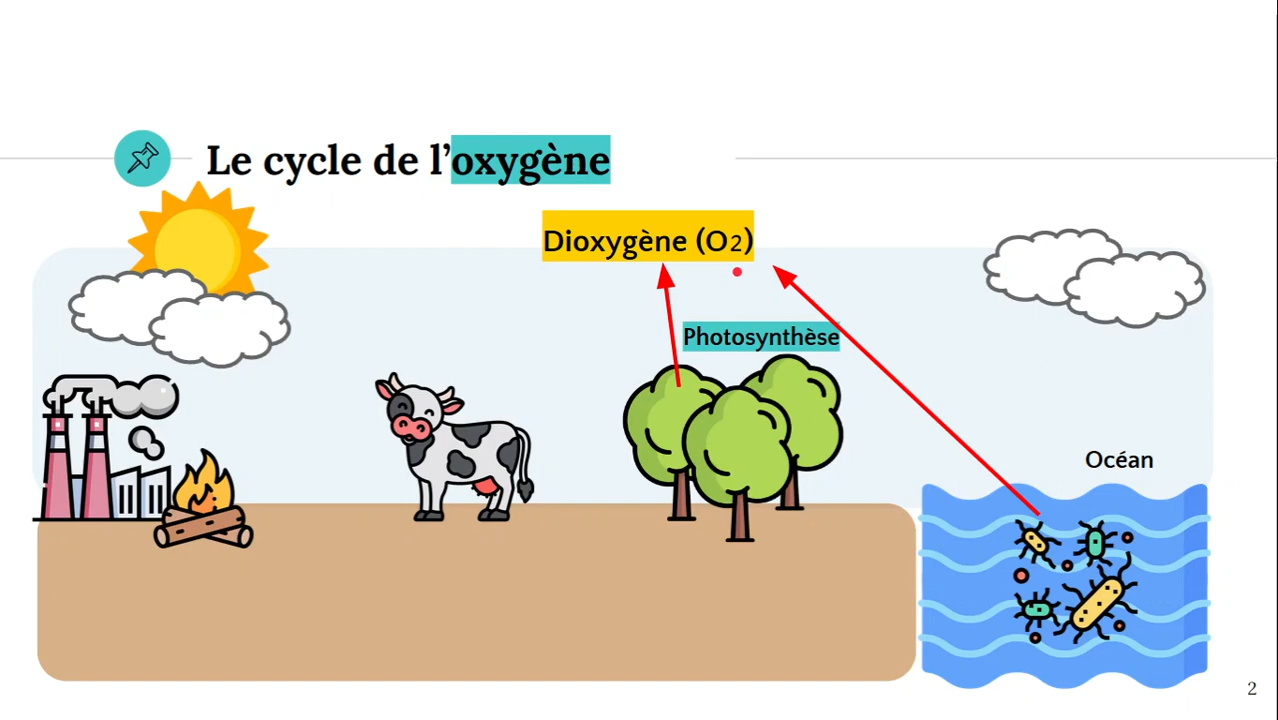 Le cycle de l’oxygène
Dioxygène (O2)
Photosynthèse
Océan
2